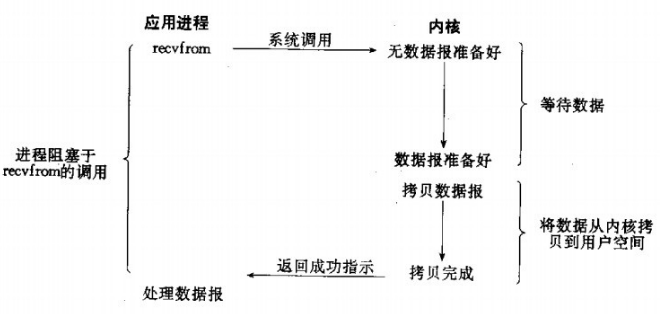 应用进程
内核
recvfrom
系统调用
无数据报准备好
等待数据
进程阻塞于
recvfrom的调用
数据报准备好
拷贝数据报
将数据从内核拷
贝到用户空间
返回成功指示
拷贝完成
处理数据报